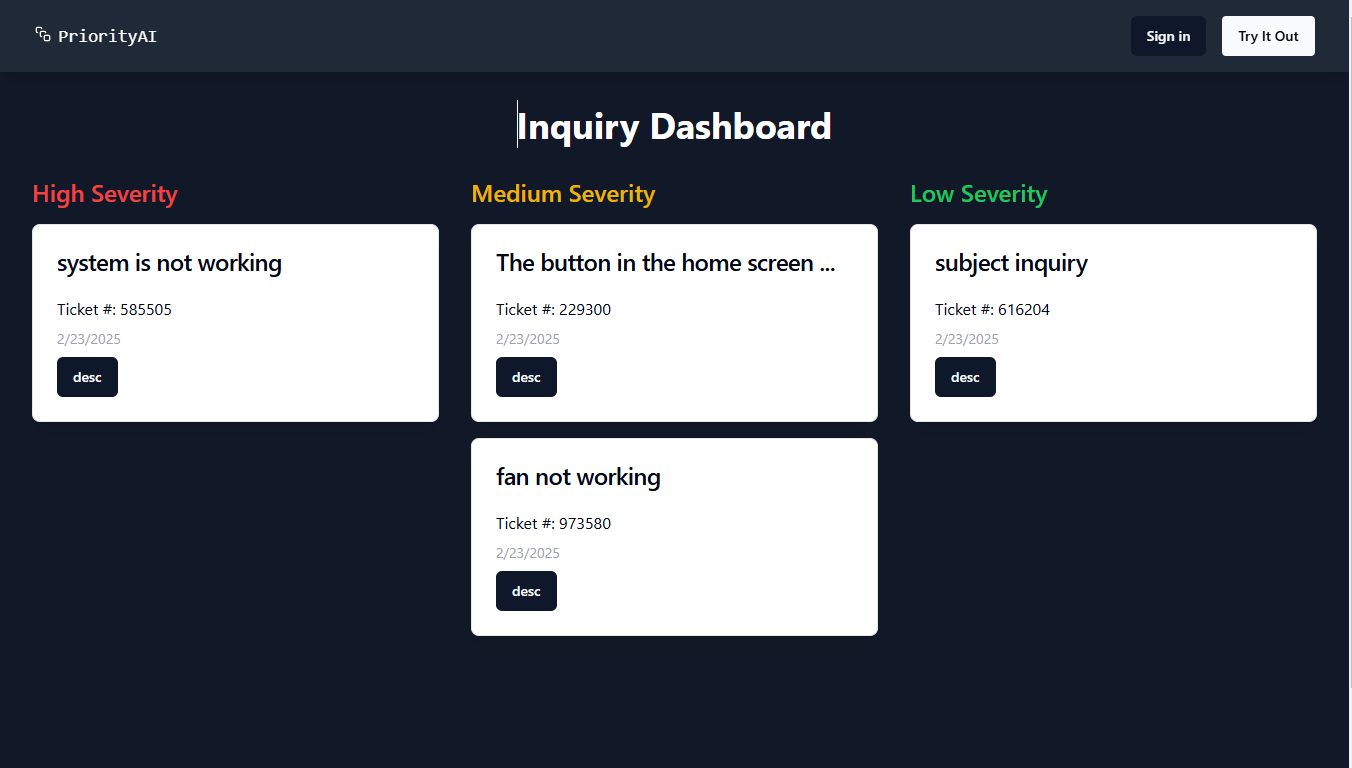 PriorityAI
Sign in
Try It Out
Inquiry Dashboard
High Severity
system is not working
Ticket #: 585505
2/23/2025
desc
Medium Severity
The button in the home screen ...
Ticket #: 229300
2/23/2025
desc
fan not working
Ticket #: 973580
2/23/2025
desc
Low Severity
subject inquiry
Ticket #: 616204
2/23/2025
desc